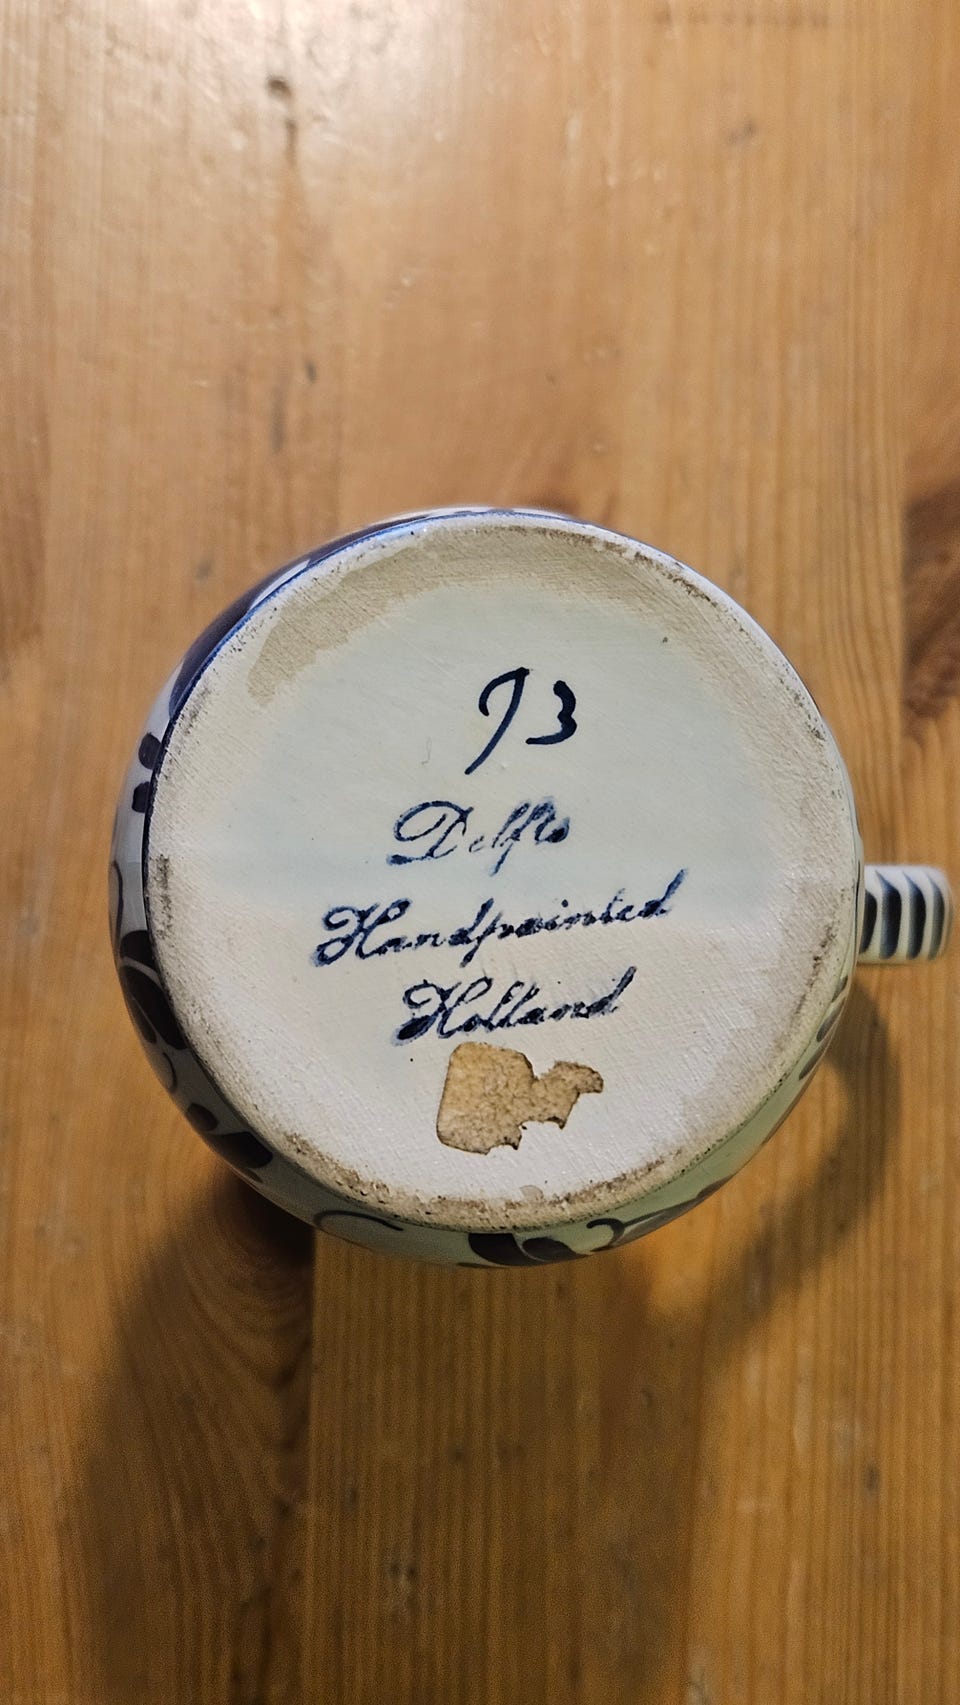 73
Delfts
Handpainted
Holland